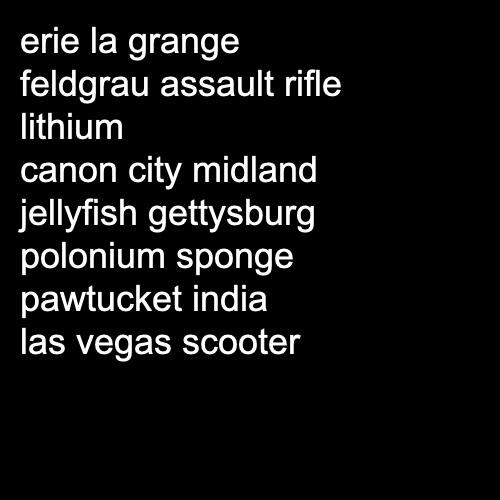 erie la grange
feldgrau assault rifle
lithium
canon city midland
jellyfish gettysburg
polonium sponge
pawtucket india
las vegas scooter